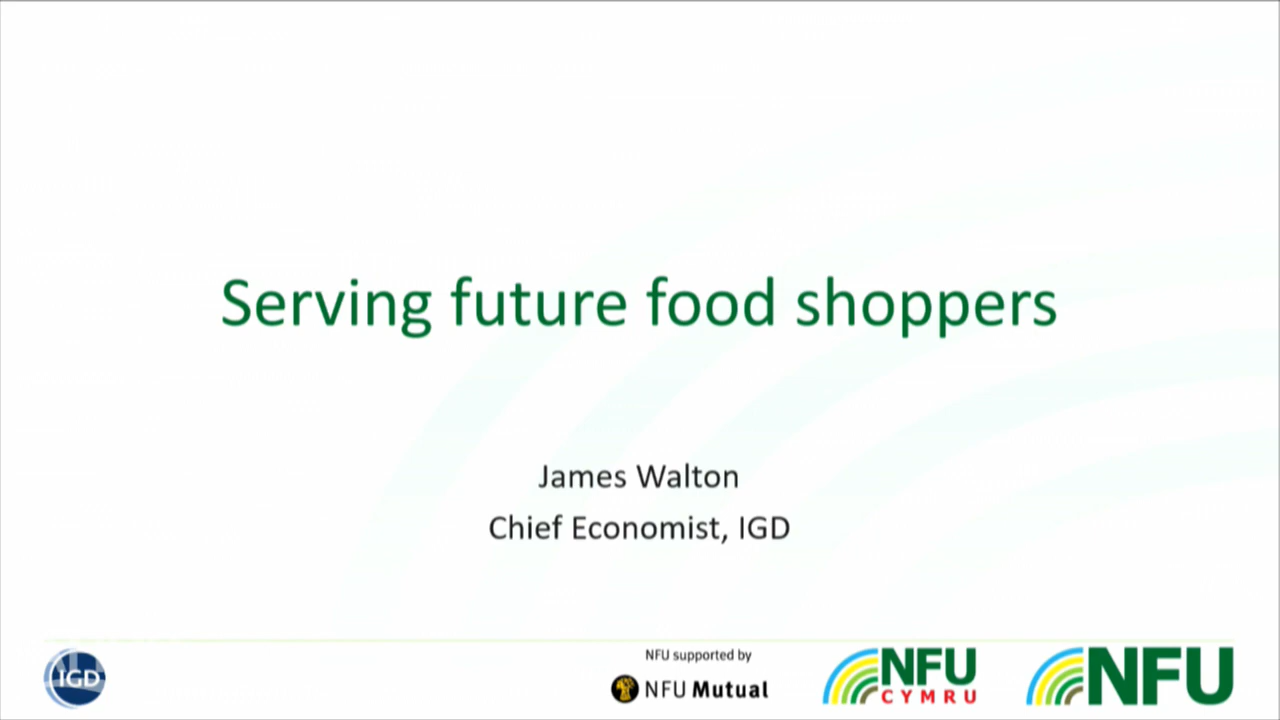 Serving future food shoppers
James Walton
Chief Economist, IGD
IGD
NFU supported by
NFU Mutual
NFU
CYMRU
NFU